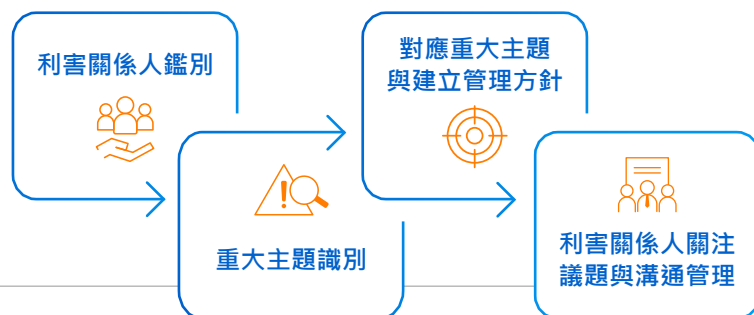 利害關係人鑑別
重大主題識別
對應重大主題
與建立管理方針
利害關係人關注
議題與溝通管理